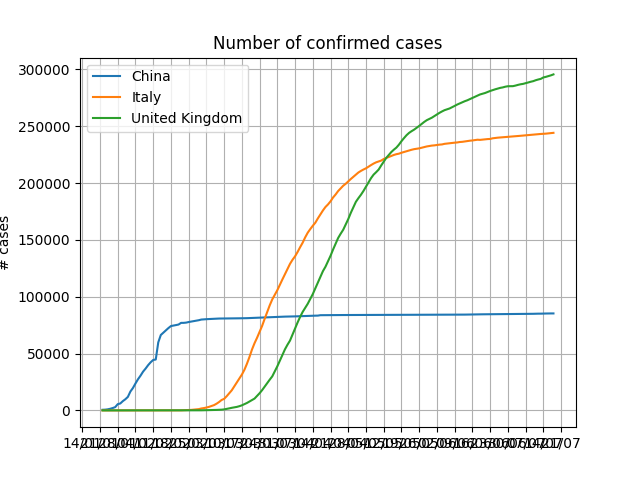 Number of confirmed cases
China
Italy
United Kingdom
300000
250000
200000
150000
100000
50000
0
# cases